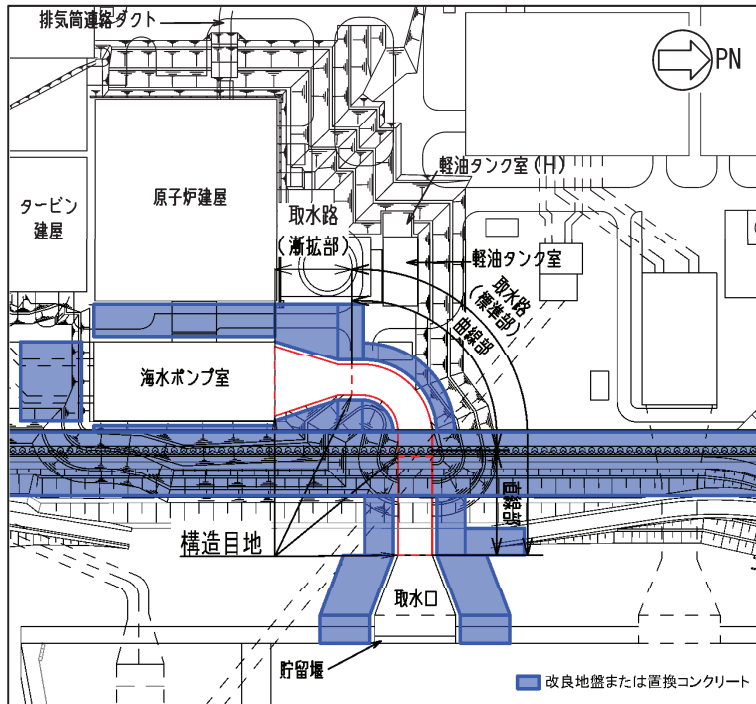 排気筒連絡ダクト
PN
軽油タンク室(H)
原子炉建屋
タービン
建屋
取水路
(漸拡部)
軽油タンク室
取水路
(標準部)
曲線部
海水ポンプ室
直線部
構造目地
取水口
貯留堰
改良地盤または置換コンクリート